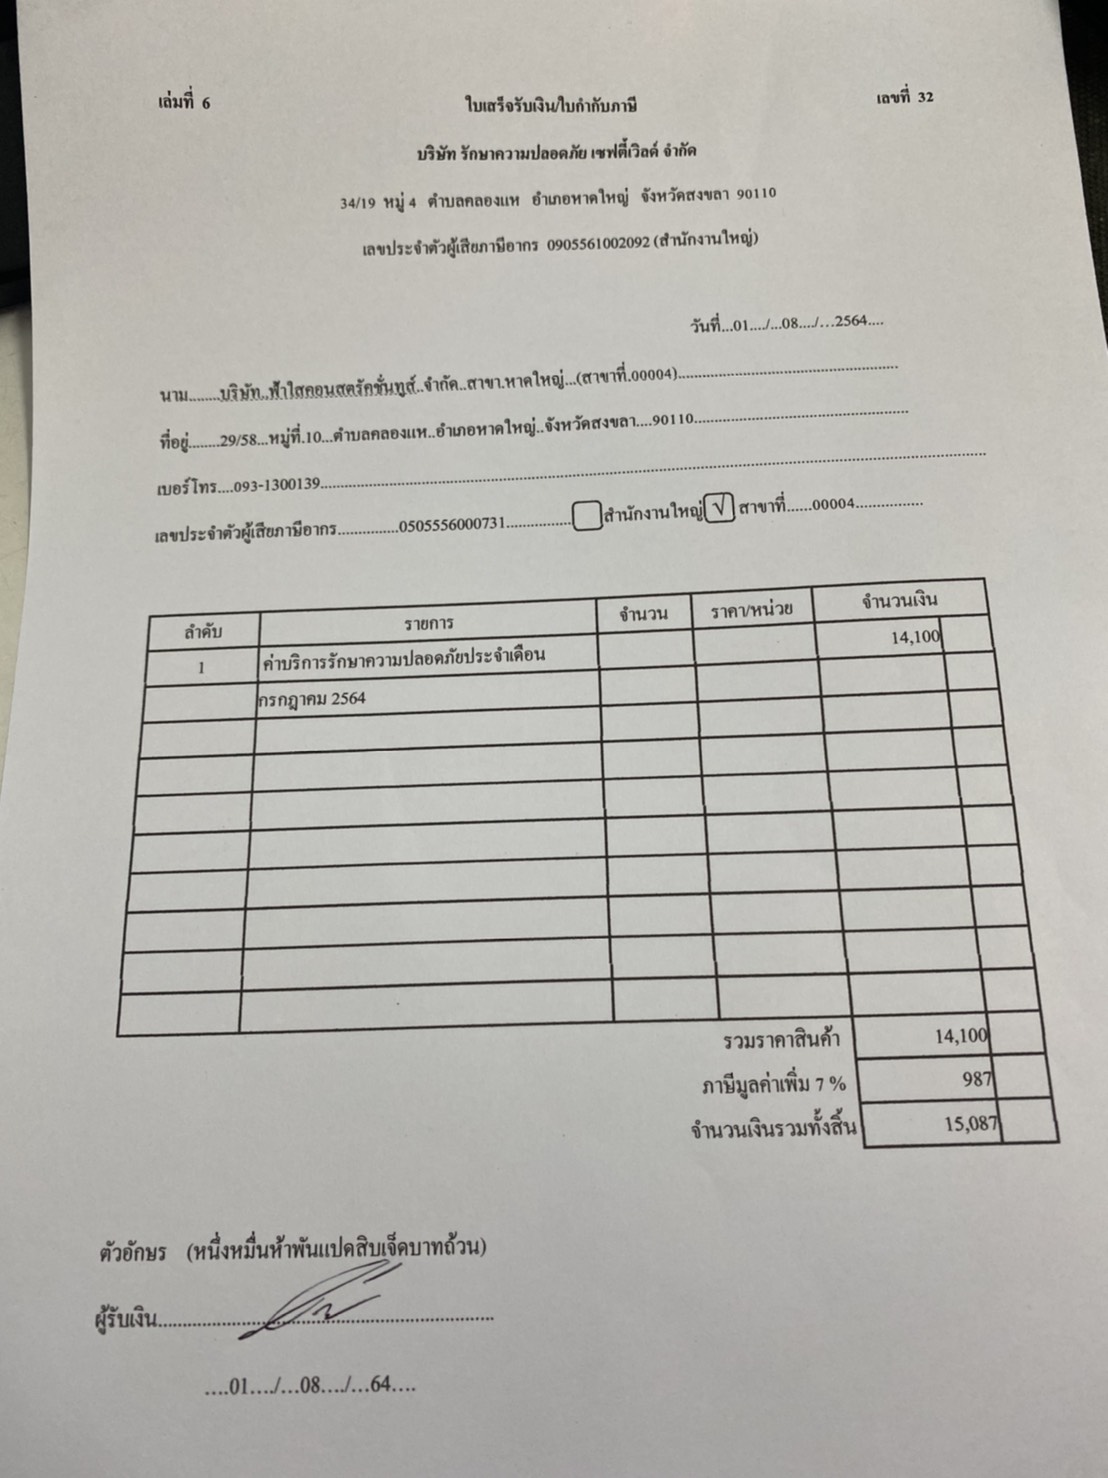 เล่มที่ 6
ใบเสร็จรับเงิน/ใบกำกับภาษี
เลขที่ 32
บริษัท รักษาความปลอดภัย เซฟตี้เวิลด์ จำกัด
34/19 หมู่ 4 ตำบลคลองแห อำเภอหาดใหญ่ จังหวัดสงขลา 90110
เลขประจำตัวผู้เสียภาษีอากร 0905561002092 (สำนักงานใหญ่)
วันที่...01..../...08..../...2564....
นาม........บริษัท..ฟ้าใสคอนสตรัคชั่นทูลส์..จำกัด..สาขา.หาดใหญ่...(สาขาที่.00004)......................................................
ที่อยู่........29/58...หมู่ที่.10...ตำบลคลองแห..อำเภอหาดใหญ่..จังหวัดสงขลา....90110.....................................................
เบอร์โทร....093-1300139................................................................................................................................................
เลขประจำตัวผู้เสียภาษีอากร...............0505556000731................ สำนักงานใหญ่ √ สาขาที่......00004.................
ลำดับ รายการ จำนวน ราคา/หน่วย จำนวนเงิน
1 ค่าบริการรักษาความปลอดภัยประจำเดือน 14,100
กรกฎาคม 2564
รวมราคาสินค้า 14,100
ภาษีมูลค่าเพิ่ม 7 % 987
จำนวนเงินรวมทั้งสิ้น 15,087
ตัวอักษร (หนึ่งหมื่นห้าพันแปดสิบเจ็ดบาทถ้วน)
ผู้รับเงิน....................................................................
....01..../...08..../...64....